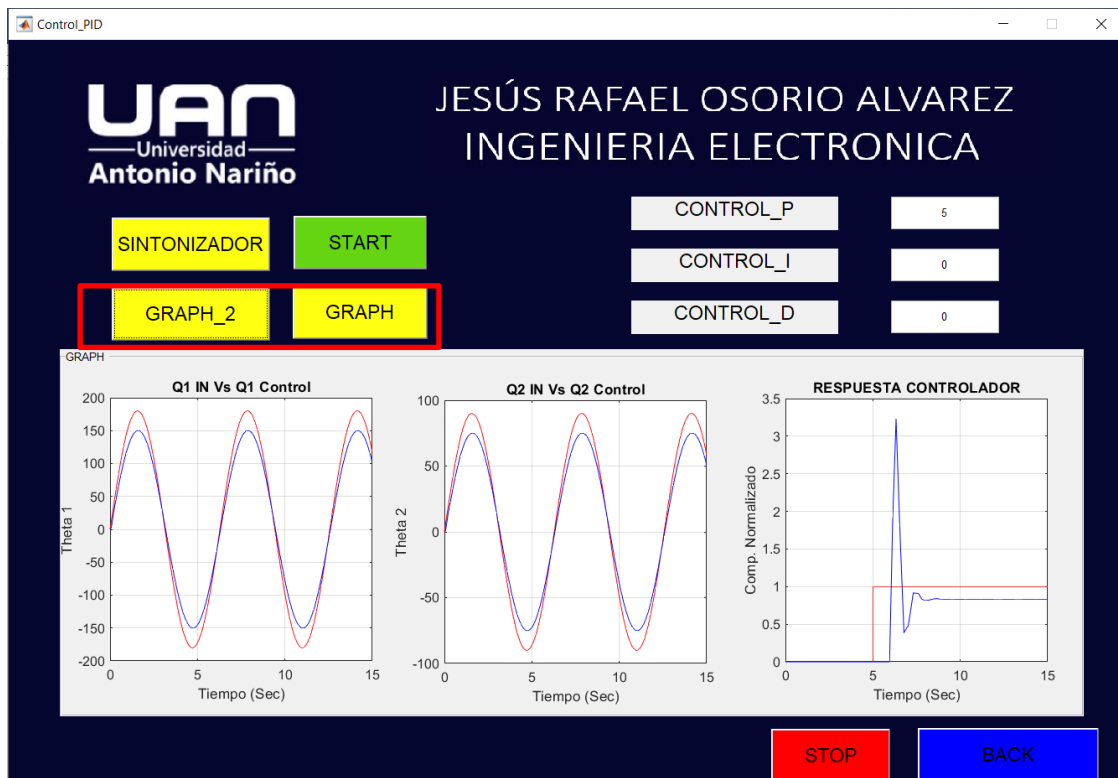 Control_PID
UAN
Universidad
Antonio Nariño
JESÚS RAFAEL OSORIO ALVAREZ
INGENIERIA ELECTRONICA
SINTONIZADOR
START
GRAPH_2
GRAPH
CONTROL_P
5
CONTROL_I
0
CONTROL_D
0
GRAPH
Q1 IN Vs Q1 Control
200
150
100
50
0
-50
-100
-150
-200
Theta 1
0
5
10
15
Tiempo (Sec)
Q2 IN Vs Q2 Control
100
50
0
-50
-100
Theta 2
0
5
10
15
Tiempo (Sec)
RESPUESTA CONTROLADOR
3.5
3
2.5
2
1.5
1
0.5
0
Comp. Normalizado
0
5
10
15
Tiempo (Sec)
STOP
BACK